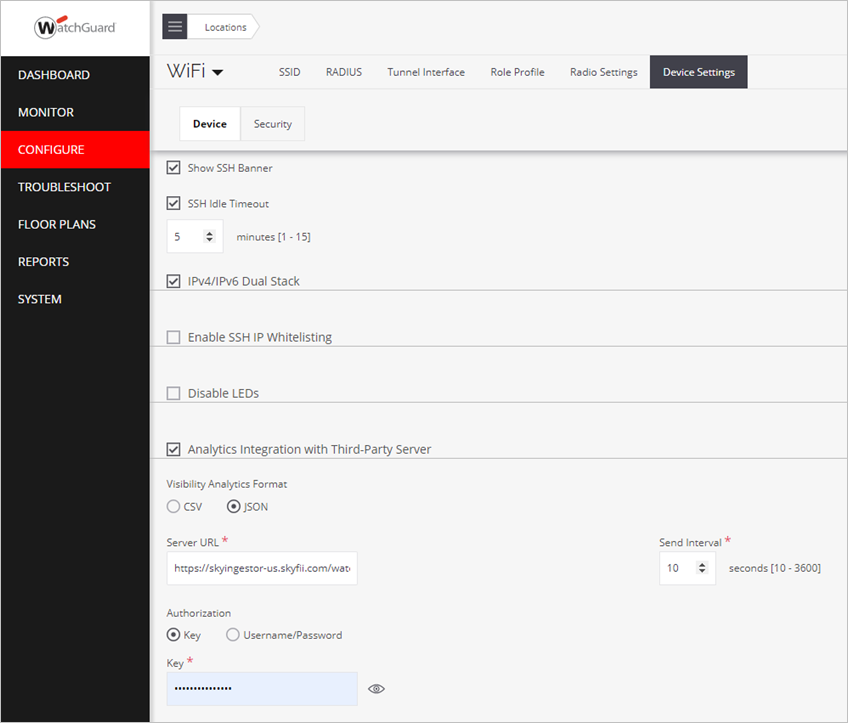 WatchGuard
Locations
WiFi
SSID RADIUS Tunnel Interface Role Profile Radio Settings Device Settings
Device Security
DASHBOARD
MONITOR
CONFIGURE
TROUBLESHOOT
FLOOR PLANS
REPORTS
SYSTEM
Show SSH Banner
SSH Idle Timeout
5 minutes [1 - 15]
IPv4/IPv6 Dual Stack
Enable SSH IP Whitelisting
Disable LEDs
Analytics Integration with Third-Party Server
Visibility Analytics Format
CSV JSON
Server URL * Send Interval *
https://skyingestor-us.skyfii.com/wat 10 seconds [10 - 3600]
Authorization
Key Username/Password
Key *
•••••••••••••••